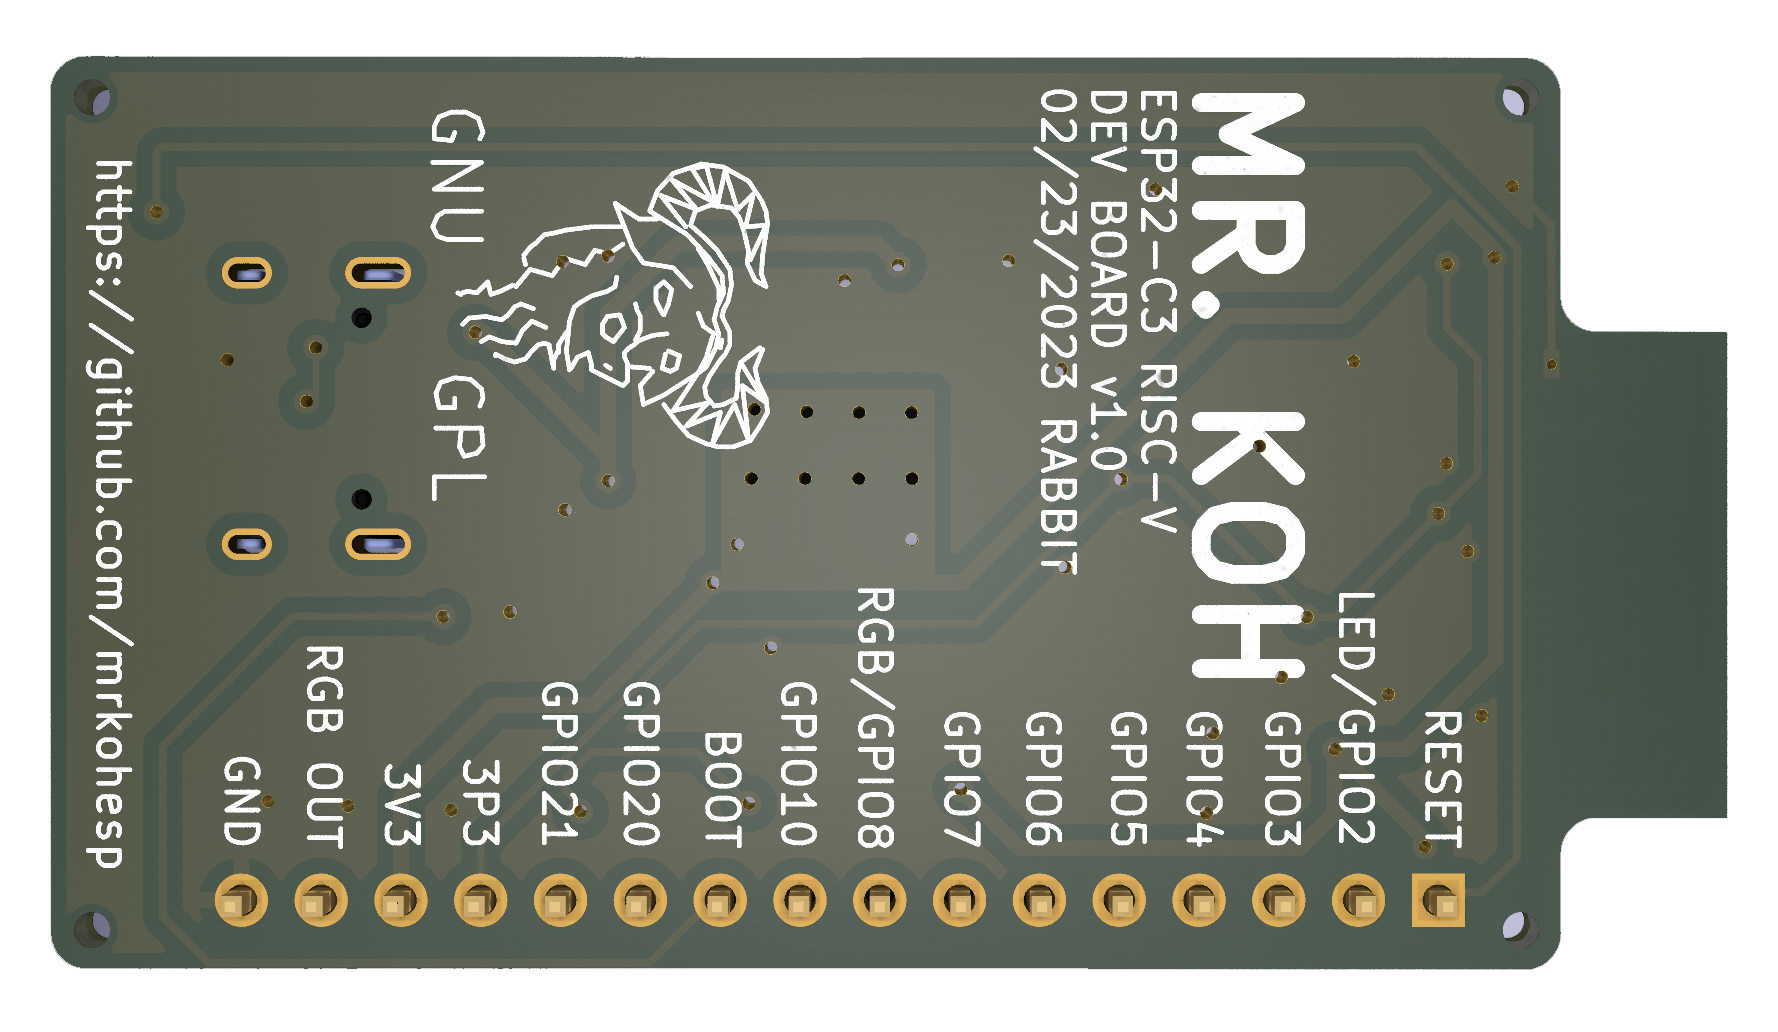 MR. KOH
ESP32-C3 RISC-V
DEV BOARD v1.0
02/23/2023 RABBIT
GNU GPL
https://github.com/mrkohesp
GND
RGB OUT
3V3
3P3
GPIO21
GPIO20
BOOT
GPIO10
RGB/GPIO8
GPIO7
GPIO6
GPIO5
GPIO4
GPIO3
LED/GPIO2
RESET